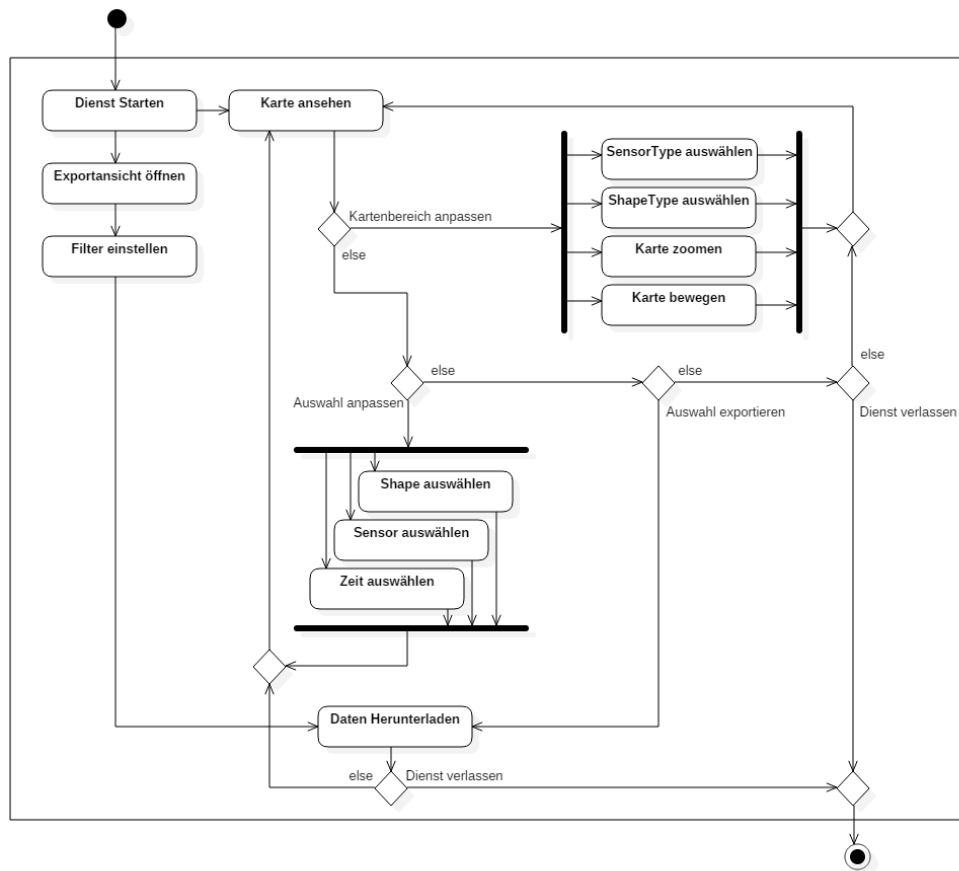 Dienst Starten
Karte ansehen
SensorType auswählen
Exportansicht öffnen
ShapeType auswählen
Kartenbereich anpassen
Filter einstellen
else
Karte zoomen
Karte bewegen
else
else
else
Auswahl anpassen
Auswahl exportieren
Dienst verlassen
Shape auswählen
Sensor auswählen
Zeit auswählen
Daten Herunterladen
else
Dienst verlassen